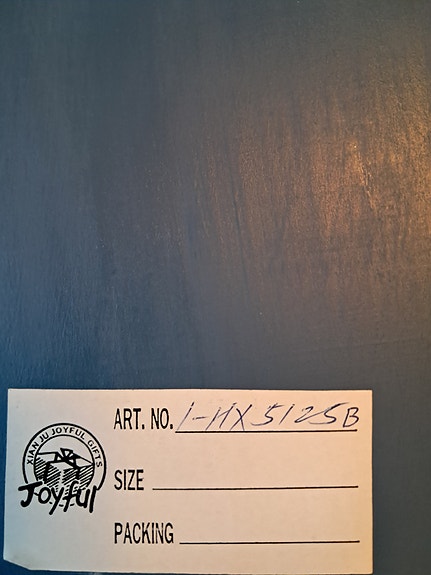 ART. NO. 1-HX5125B
XIAN JU JOYFUL GIFTS
Joyful
SIZE
PACKING